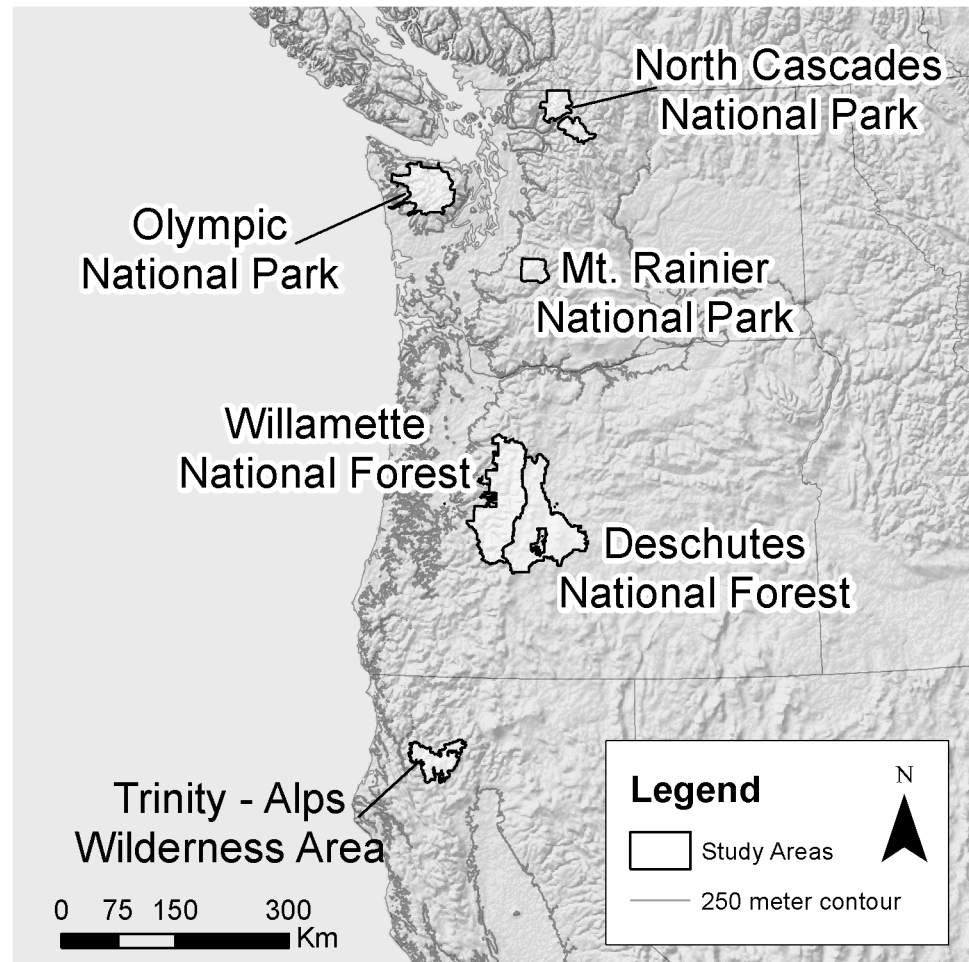 North Cascades
National Park
Olympic
National Park
Mt. Rainier
National Park
Willamette
National Forest
Deschutes
National Forest
Trinity - Alps
Wilderness Area
0 75 150 300
Km
Legend
N
Study Areas
250 meter contour